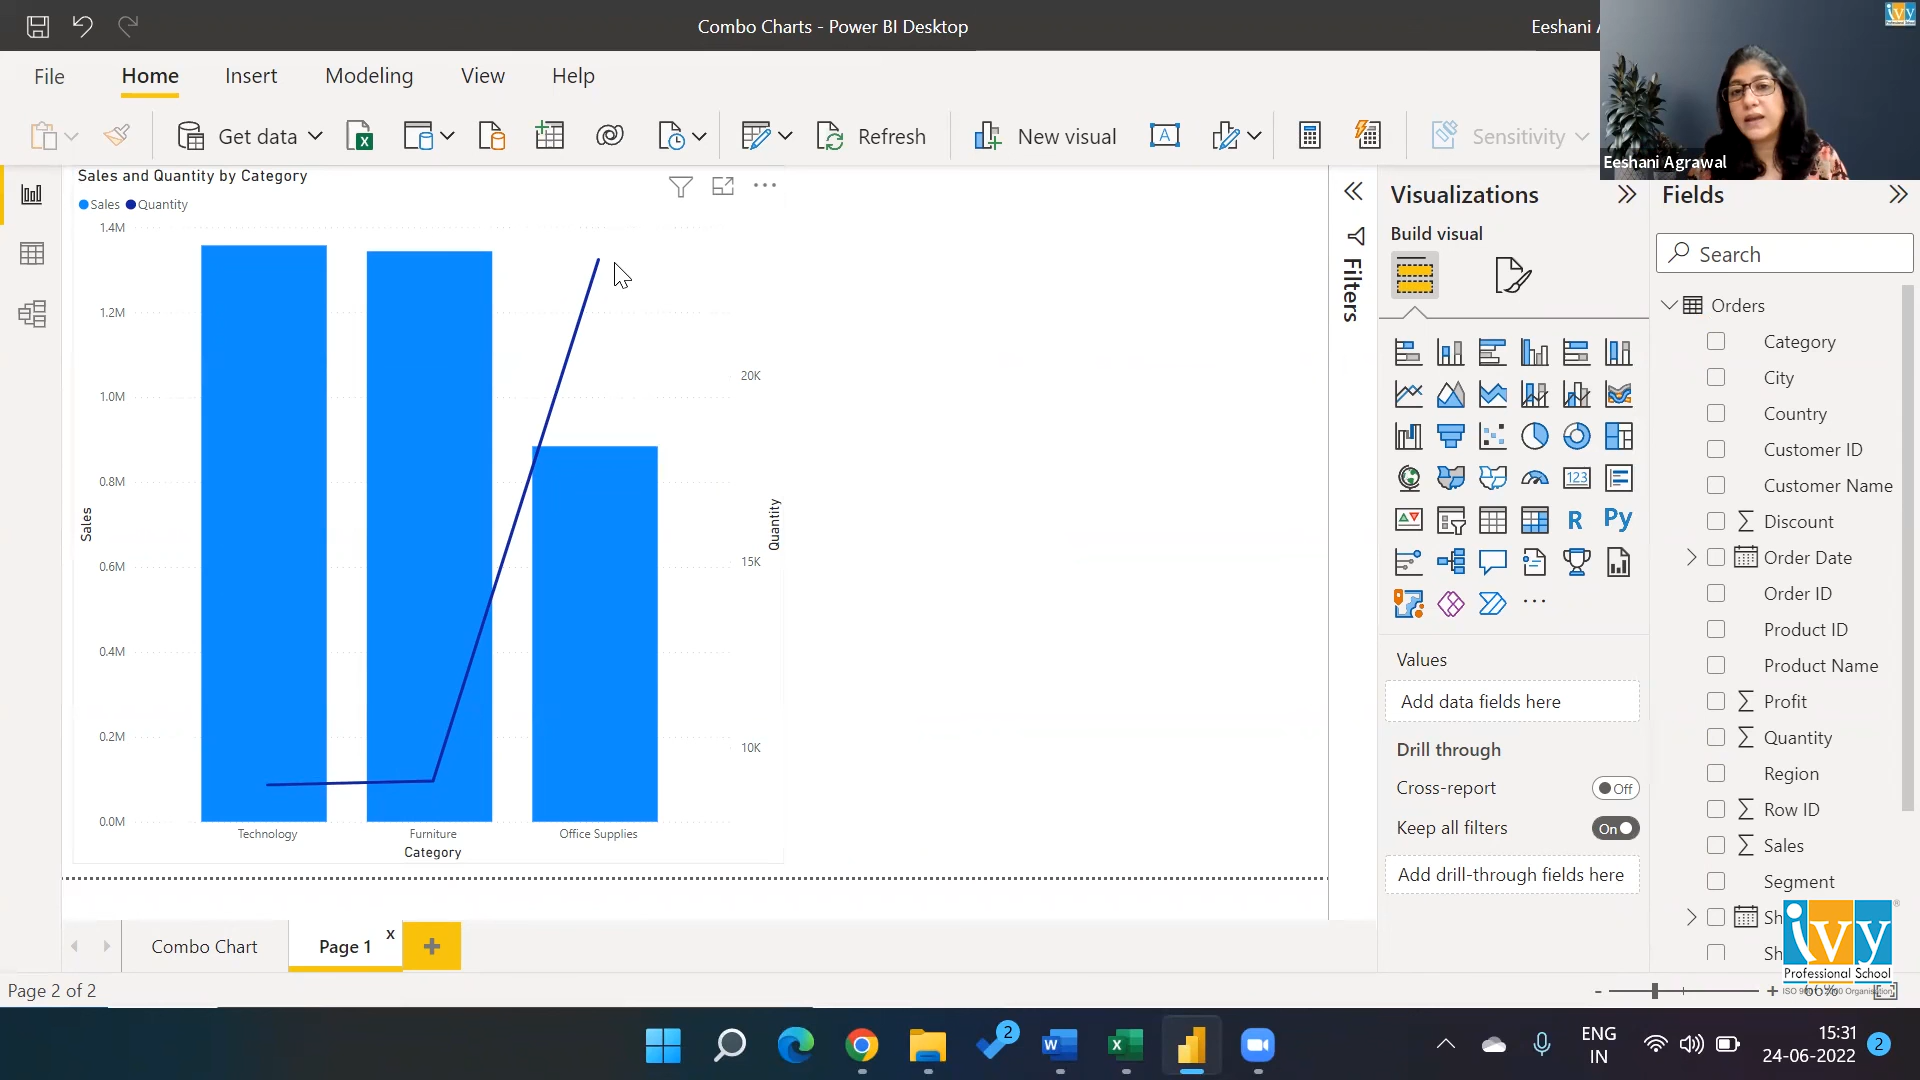 Combo Charts - Power BI Desktop
Eeshani
ivy
File
Home
Insert
Modeling
View
Help
Get data
Refresh
New visual
Sensitivity
Eeshani Agrawal
Sales and Quantity by Category
Sales
Quantity
1.4M
1.2M
1.0M
0.8M
0.6M
0.4M
0.2M
0.0M
Sales
20K
15K
10K
Quantity
Technology
Furniture
Office Supplies
Category
Filters
Visualizations
Build visual
123
R
Py
Values
Add data fields here
Drill through
Cross-report
Off
Keep all filters
On
Add drill-through fields here
Fields
Search
Orders
Category
City
Country
Customer ID
Customer Name
Discount
Order Date
Order ID
Product ID
Product Name
Profit
Quantity
Region
Row ID
Sales
Segment
Sh
Sh
ivy
Professional School
Combo Chart
Page 1
x
+
Page 2 of 2
-
+
66%
2
W
X
ENG
IN
15:31
24-06-2022
2